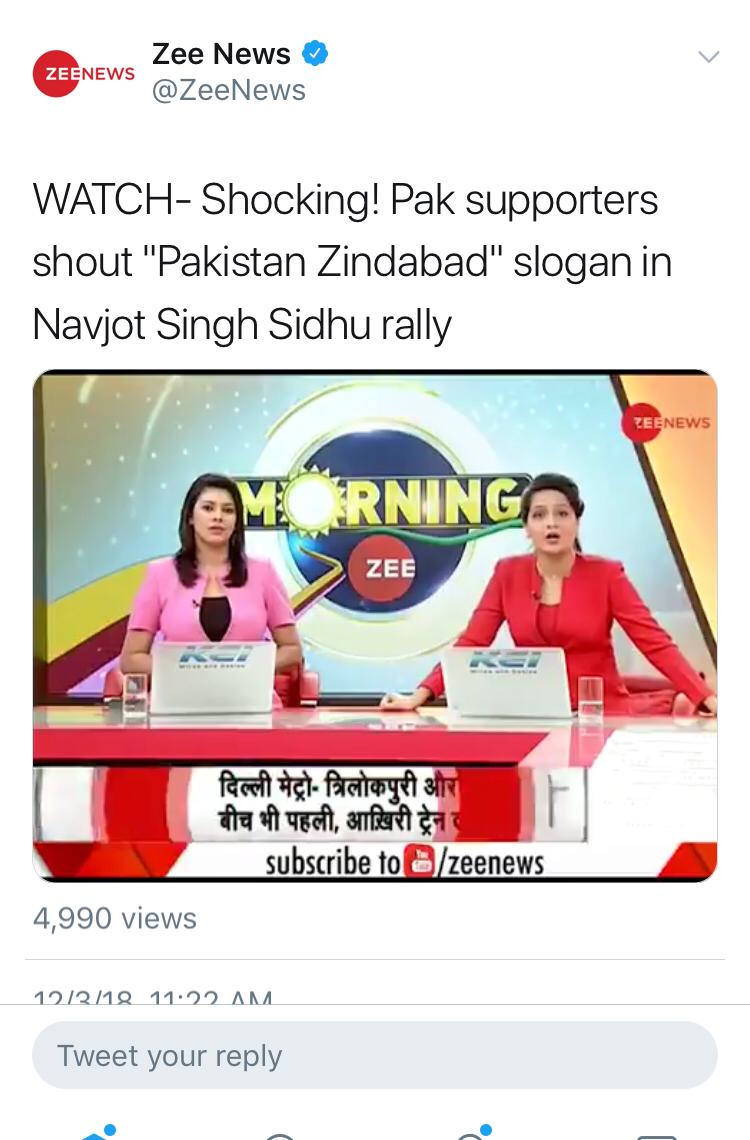 ZEENEWS
Zee News
@ZeeNews
WATCH- Shocking! Pak supporters
shout "Pakistan Zindabad" slogan in
Navjot Singh Sidhu rally
ZEENEWS
MORNING
ZEE
KEI KEI
दिल्ली मेट्रो- त्रिलोकपुरी और
बीच भी पहली, आख़िरी ट्रेन
subscribe to You Tube /zeenews
4,990 views
12/3/18, 11:22 AM
Tweet your reply